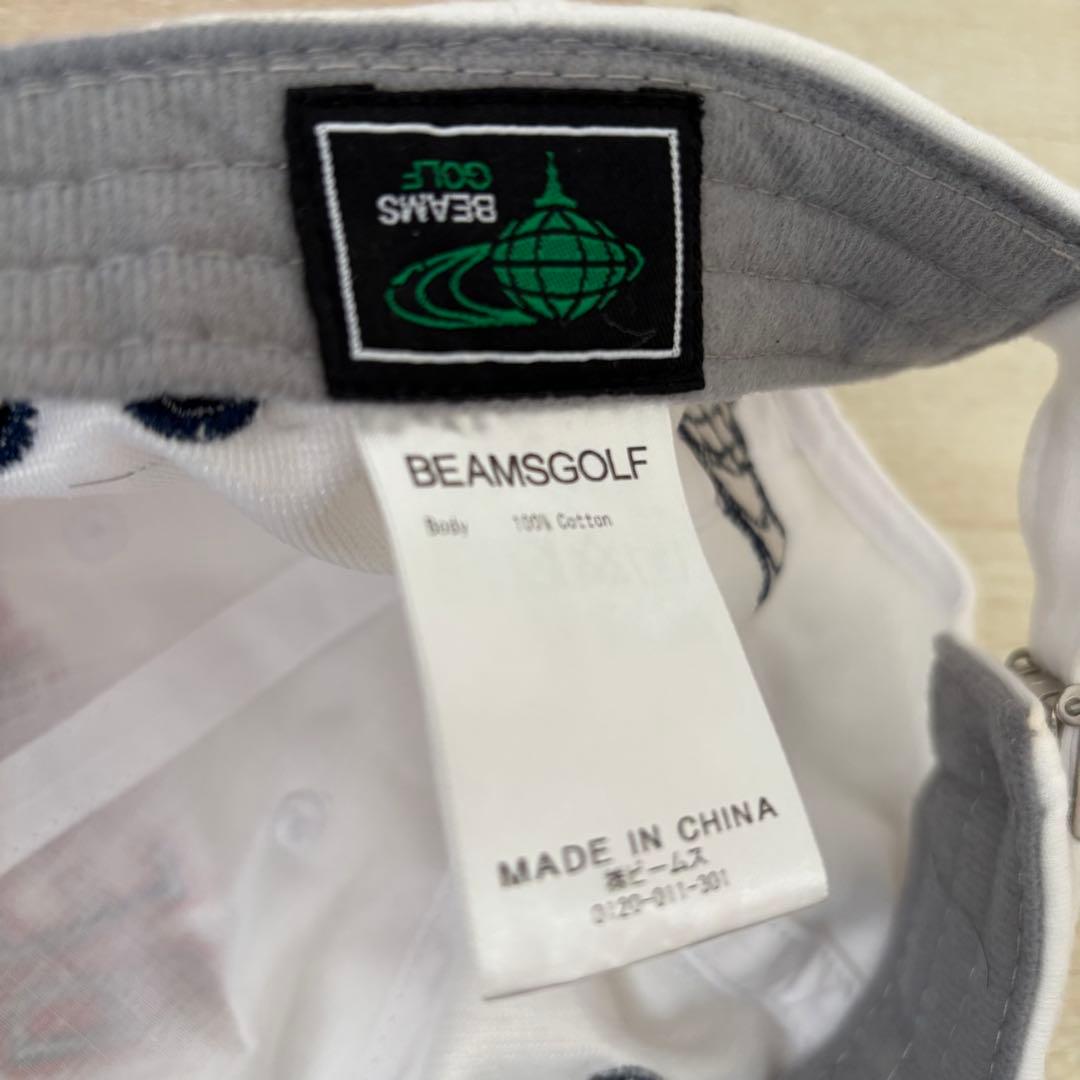 BEAMS
GOLF
BEAMSGOLF
Body 100% Cotton
MADE IN CHINA
㈱ビームス
0120-011-301